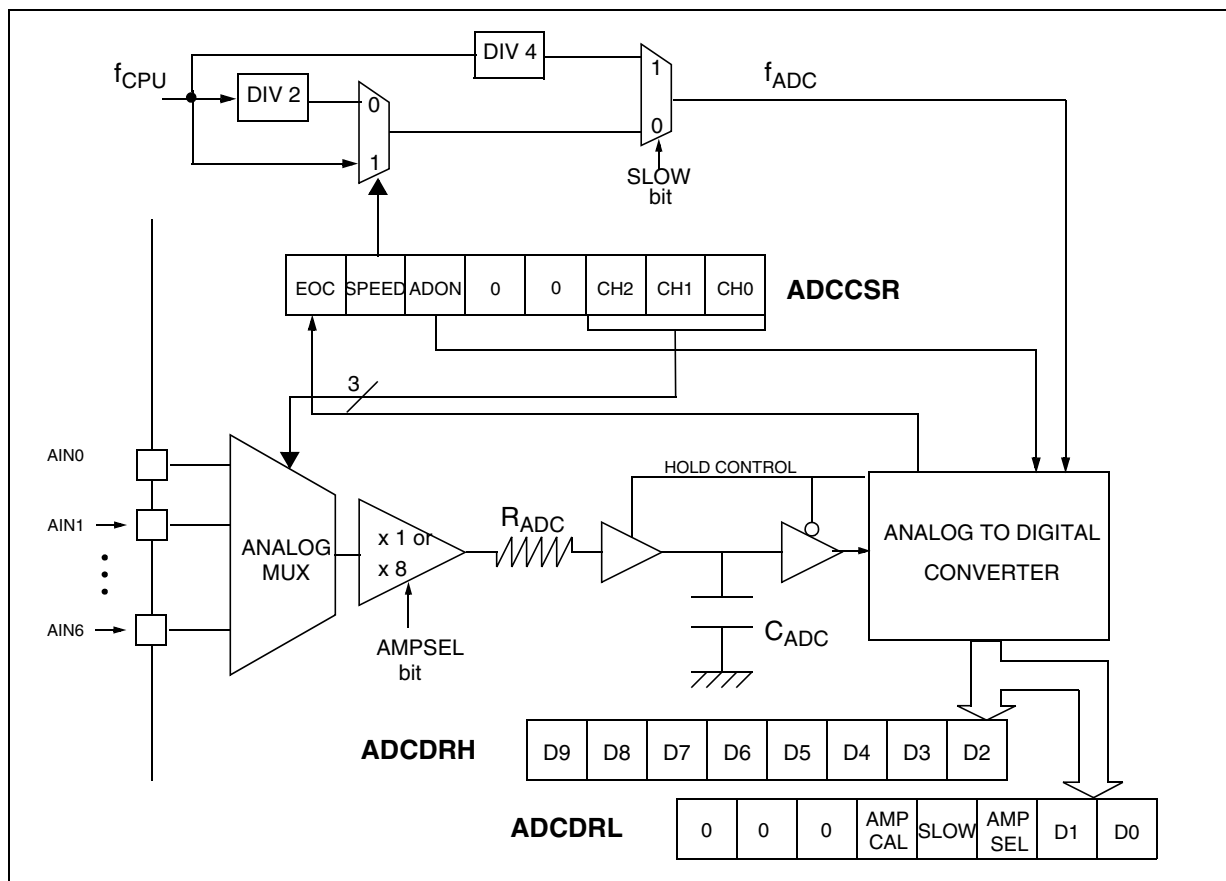 DIV 4
fCPU
DIV 2
0
1
1
0
fADC
SLOW
bit
EOC SPEED ADON 0 0 CH2 CH1 CH0
ADCCSR
3
AIN0
AIN1
AIN6
ANALOG
MUX
x 1 or
x 8
AMPSEL
bit
RADC
HOLD CONTROL
CADC
ANALOG TO DIGITAL
CONVERTER
ADCDRH
D9 D8 D7 D6 D5 D4 D3 D2
ADCDRL
0 0 0 AMP CAL SLOW AMP SEL D1 D0